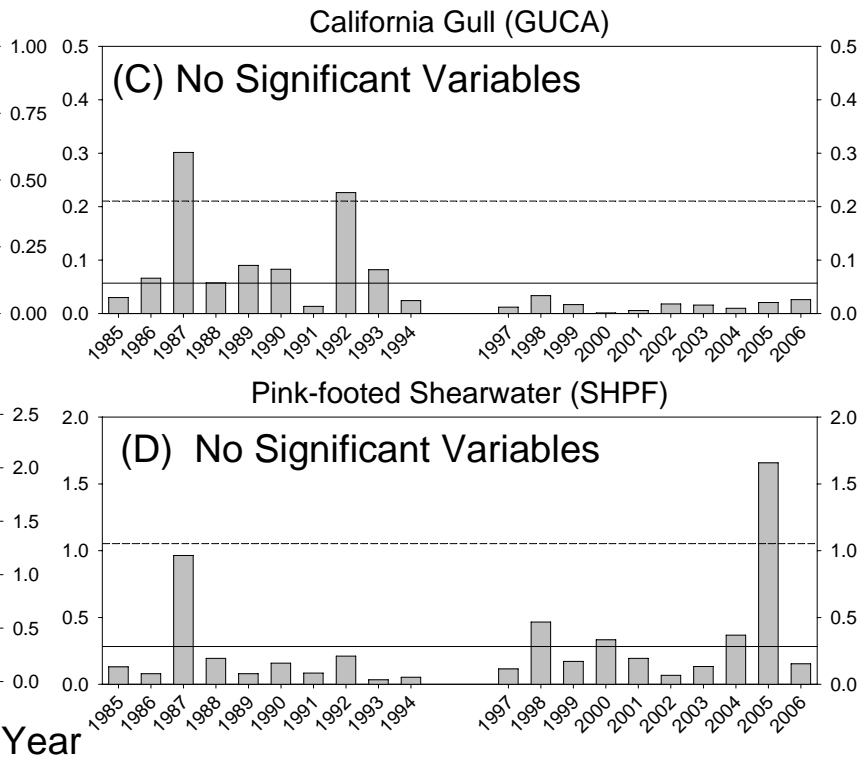 California Gull (GUCA)
(C) No Significant Variables
1.00 0.5 0.5
0.4 0.4
0.75
0.3 0.3
0.50
0.2 0.2
0.25
0.1 0.1
0.00 0.0 0.0
1985 1986 1987 1988 1989 1990 1991 1992 1993 1994 1997 1998 1999 2000 2001 2002 2003 2004 2005 2006
Pink-footed Shearwater (SHPF)
(D) No Significant Variables
2.5 2.0 2.0
2.0
1.5 1.5
1.5
1.0 1.0 1.0
0.5 0.5 0.5
0.0 0.0 0.0
1985 1986 1987 1988 1989 1990 1991 1992 1993 1994 1997 1998 1999 2000 2001 2002 2003 2004 2005 2006
Year